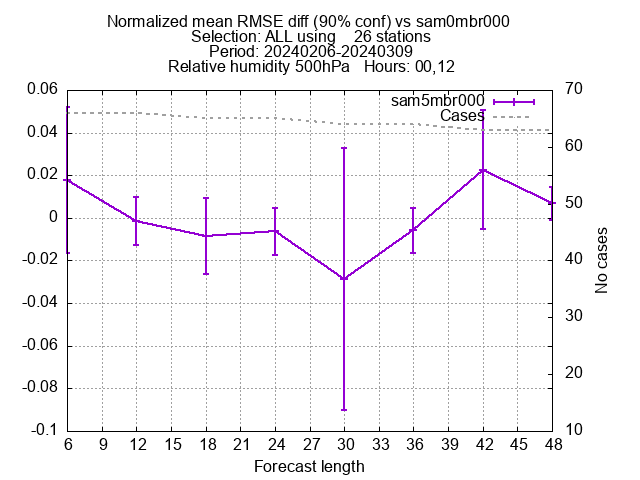 Normalized mean RMSE diff (90% conf) vs sam0mbr000
Selection: ALL using    26 stations
Period: 20240206-20240309
Relative humidity 500hPa   Hours: 00,12
sam5mbr000
Cases
0.06
0.04
0.02
0
-0.02
-0.04
-0.06
-0.08
-0.1
70
60
50
40
30
20
10
No cases
6 12 15 18 21 24 27 30 33 36 39 42 45 48
Forecast length